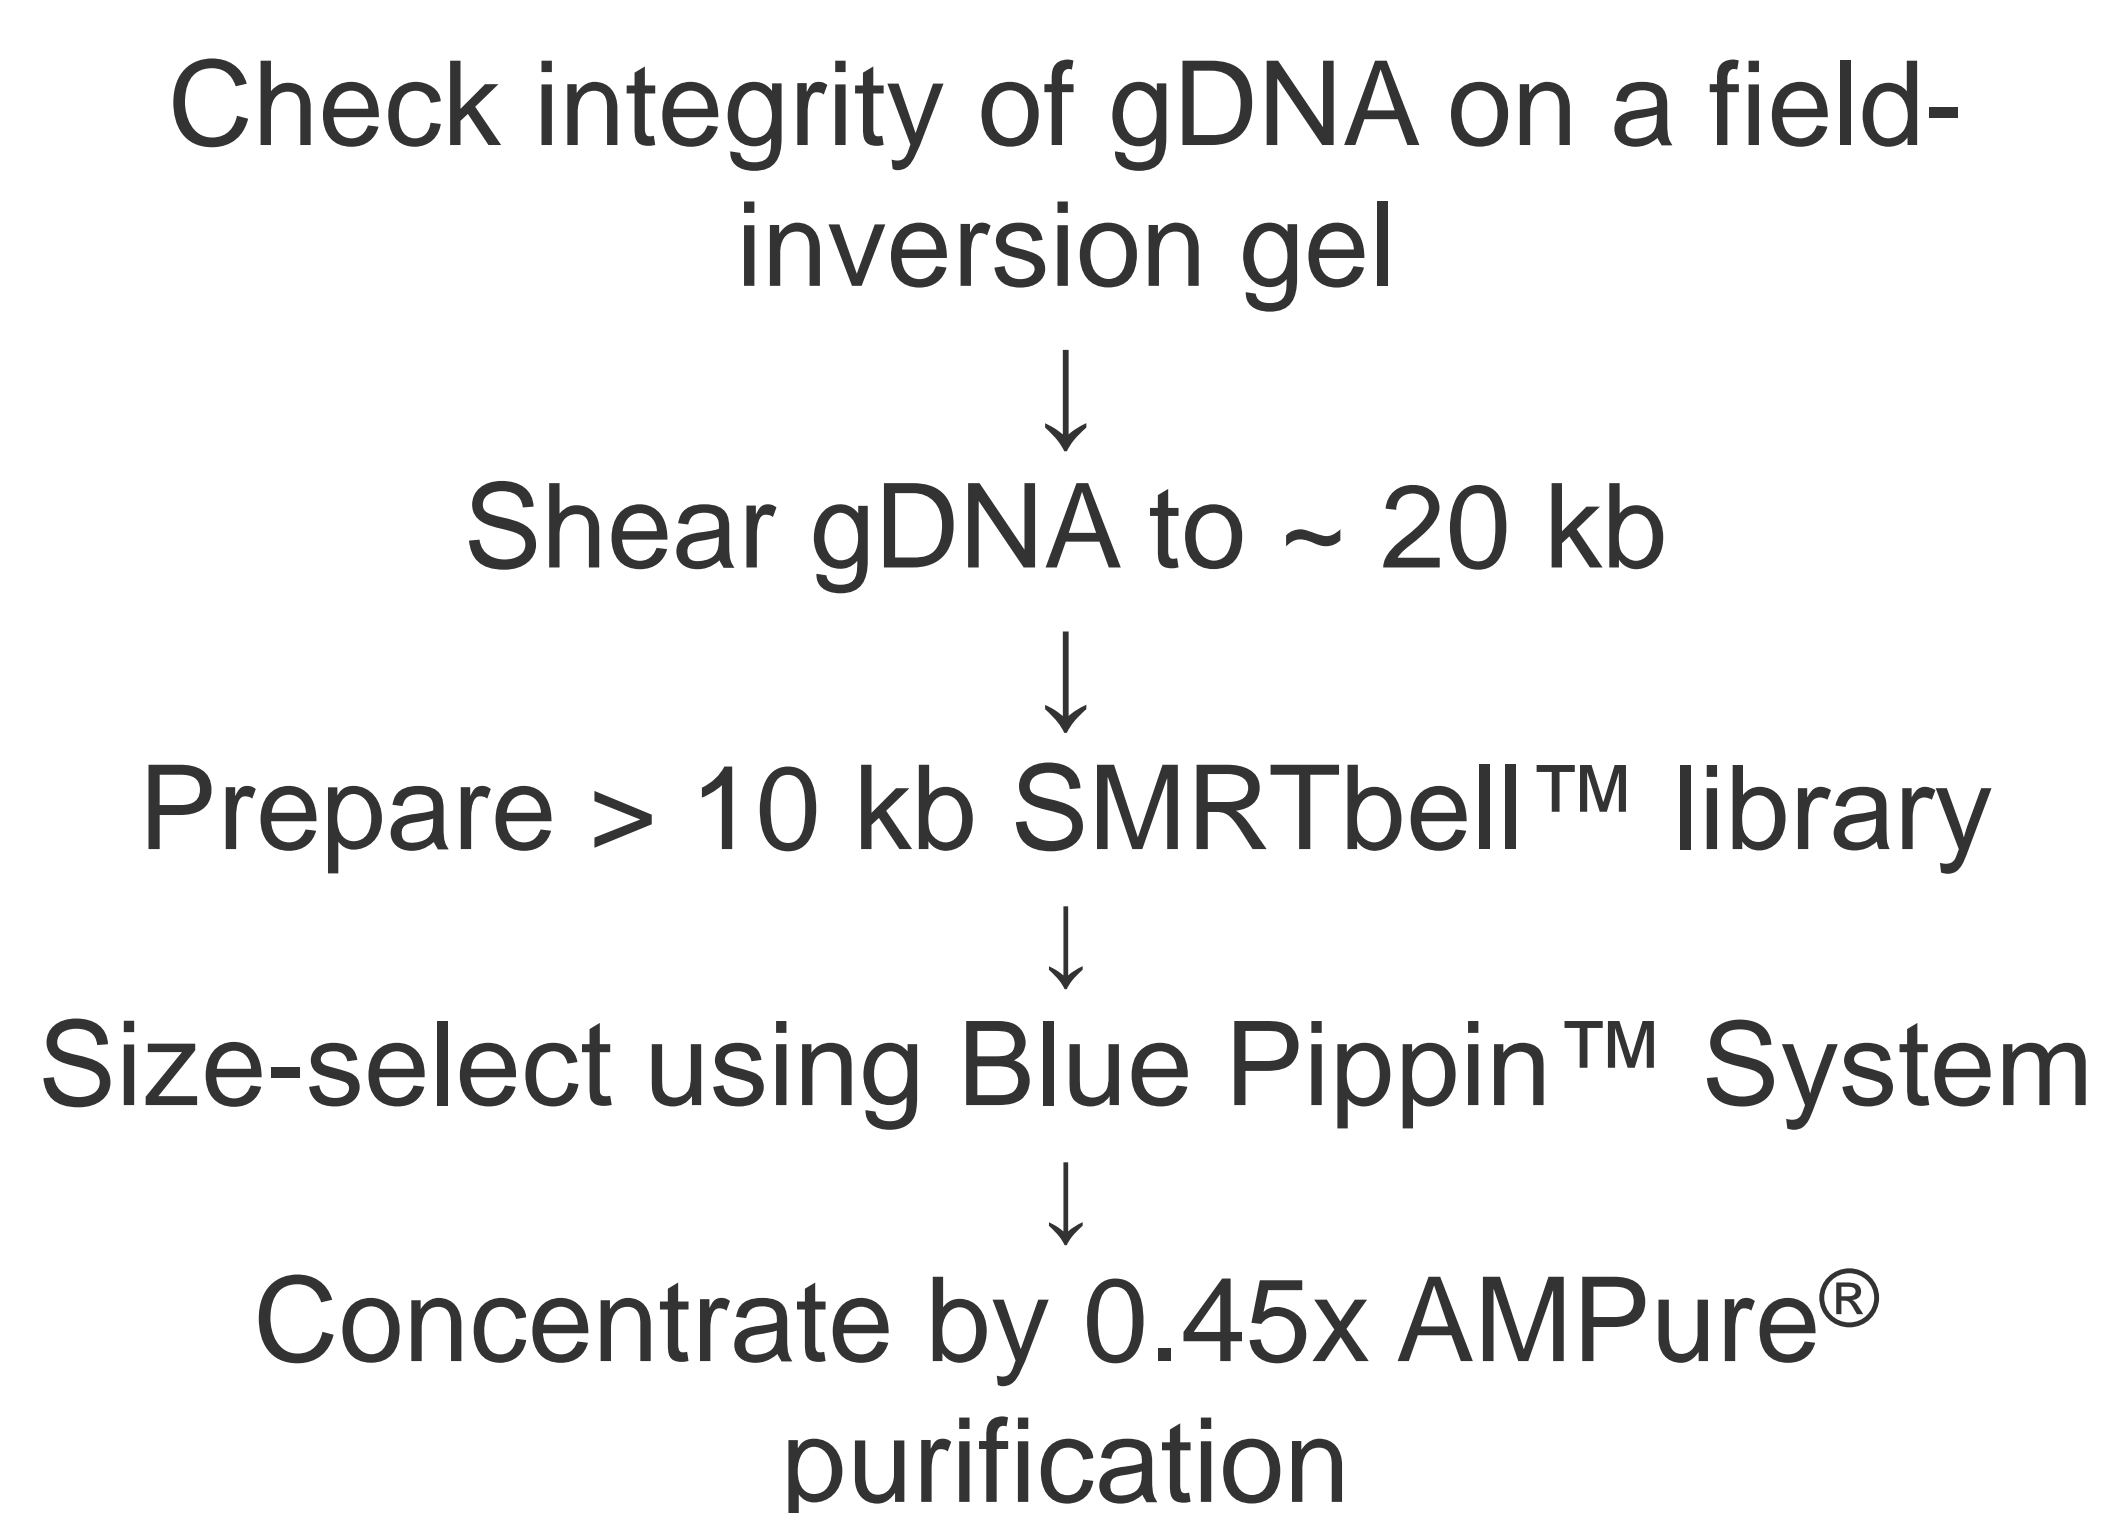 Check integrity of gDNA on a field-
inversion gel
↓
Shear gDNA to ~ 20 kb
↓
Prepare > 10 kb SMRTbell™ library
↓
Size-select using Blue Pippin™ System
↓
Concentrate by 0.45x AMPure®
purification